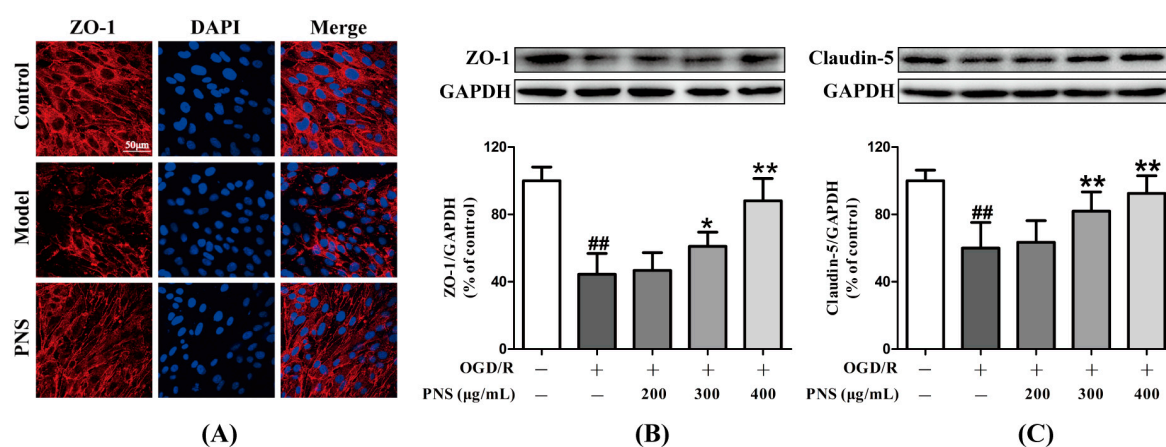 ZO-1 DAPI Merge
Control
50μm
Model
PNS
(A)
ZO-1
GAPDH
120
80
40
0
ZO-1/GAPDH
(% of control)
##
*
**
OGD/R − + + + +
PNS (μg/mL) − − 200 300 400
(B)
Claudin-5
GAPDH
120
80
40
0
Claudin-5/GAPDH
(% of control)
##
**
**
OGD/R − + + + +
PNS (μg/mL) − − 200 300 400
(C)